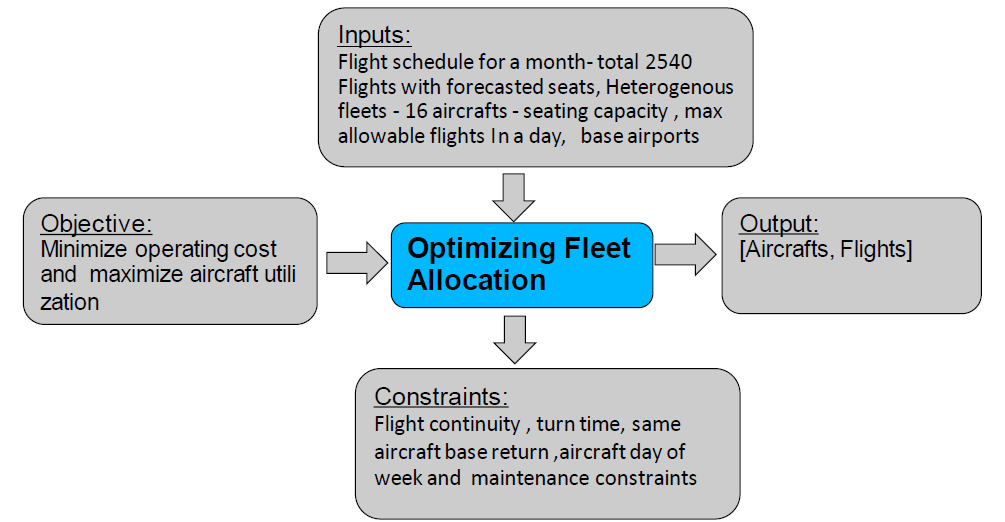 Inputs:
Flight schedule for a month- total 2540
Flights with forecasted seats, Heterogenous
fleets - 16 aircrafts - seating capacity , max
allowable flights In a day, base airports
Objective:
Minimize operating cost
and maximize aircraft utili
zation
Optimizing Fleet
Allocation
Output:
[Aircrafts, Flights]
Constraints:
Flight continuity , turn time, same
aircraft base return ,aircraft day of
week and maintenance constraints